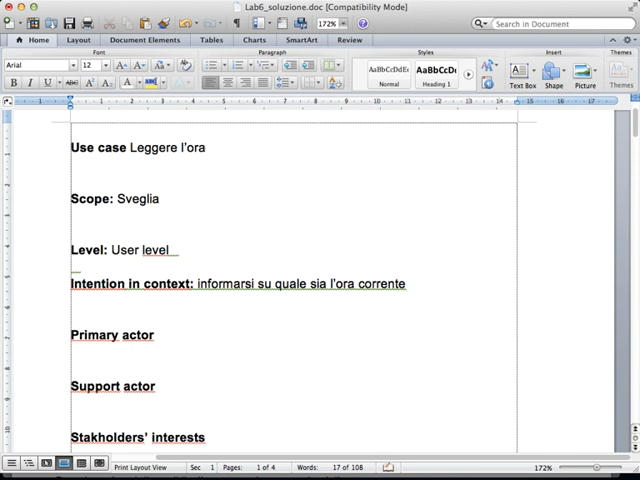 Lab6_soluzione.doc [Compatibility Mode]
172%
Search in Document
Home Layout Document Elements Tables Charts SmartArt Review
Font Paragraph Styles Insert Themes
Arial 12
AaBbCcDdEe AaBbCcDc
Normal Heading 1 Text Box Shape Picture Themes
Use case Leggere l'ora
Scope: Sveglia
Level: User level
Intention in context: informarsi su quale sia l'ora corrente
Primary actor
Support actor
Stakholders' interests
Print Layout View Sec 1 Pages: 1 of 4 Words: 17 of 108 172%